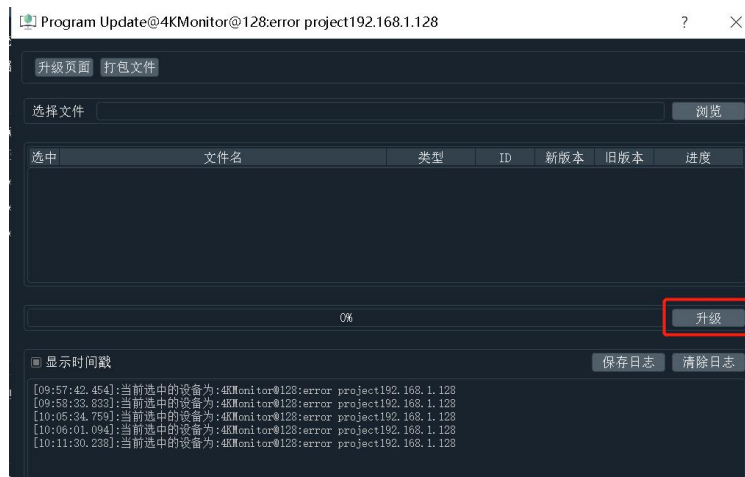 Program Update@4KMonitor@128:error project192.168.1.128 ? ×
升级页面 打包文件
选择文件 浏览
选中 文件名 类型 ID 新版本 旧版本 进度
0% 升级
显示时间戳 保存日志 清除日志
[09:57:42.454]:当前选中的设备为:4KMonitor@128:error project192.168.1.128
[09:58:33.833]:当前选中的设备为:4KMonitor@128:error project192.168.1.128
[10:05:34.759]:当前选中的设备为:4KMonitor@128:error project192.168.1.128
[10:06:01.094]:当前选中的设备为:4KMonitor@128:error project192.168.1.128
[10:11:30.238]:当前选中的设备为:4KMonitor@128:error project192.168.1.128